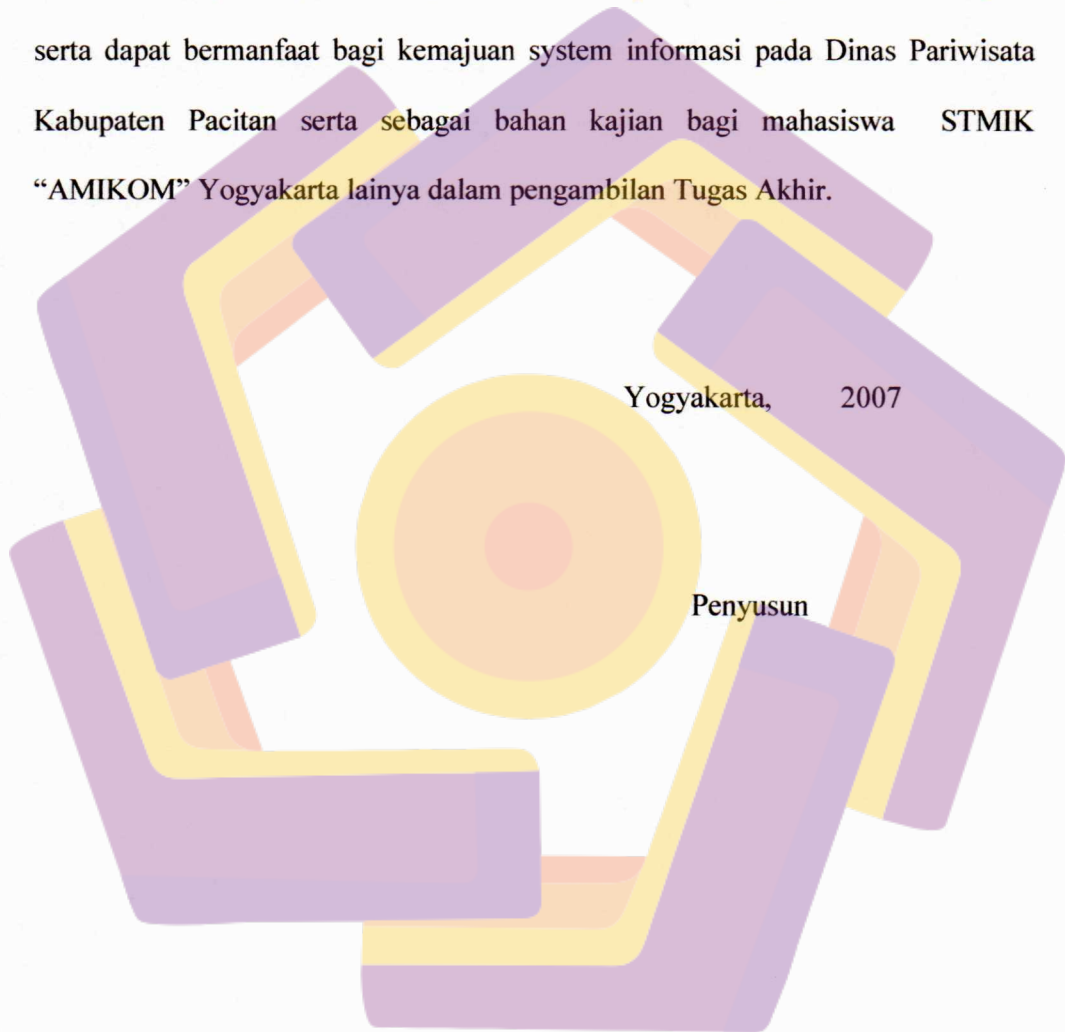 serta dapat bermanfaat bagi kemajuan system informasi pada Dinas Pariwisata
Kabupaten Pacitan serta sebagai bahan kajian bagi mahasiswa STMIK
“AMIKOM” Yogyakarta lainya dalam pengambilan Tugas Akhir.
Yogyakarta, 2007
Penyusun